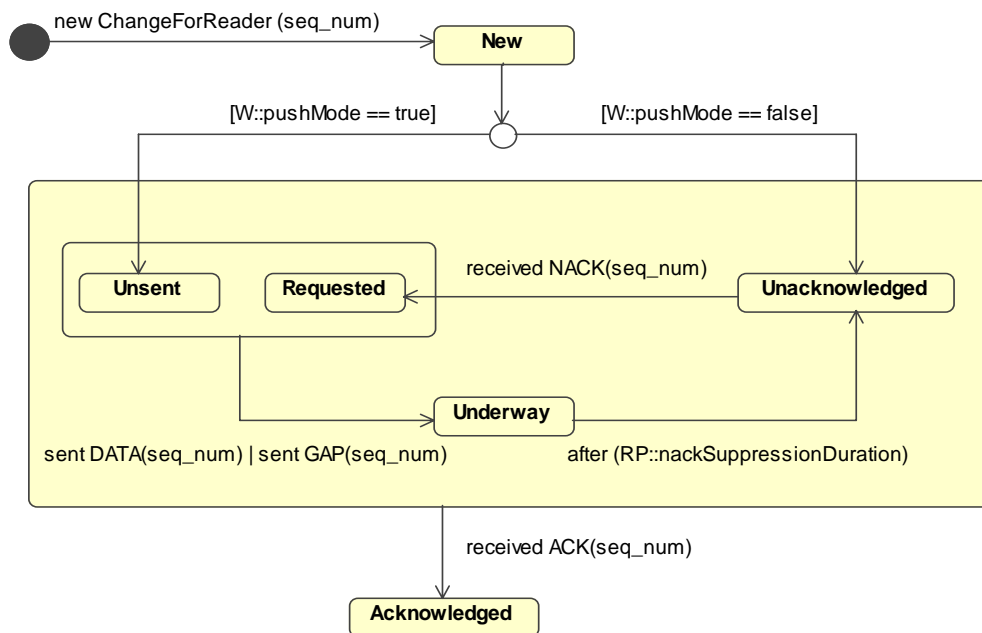 new ChangeForReader (seq_num)
New
[W::pushMode == true]
[W::pushMode == false]
received NACK(seq_num)
Unsent
Requested
Unacknowledged
Underway
sent DATA(seq_num) | sent GAP(seq_num)
after (RP::nackSuppressionDuration)
received ACK(seq_num)
Acknowledged